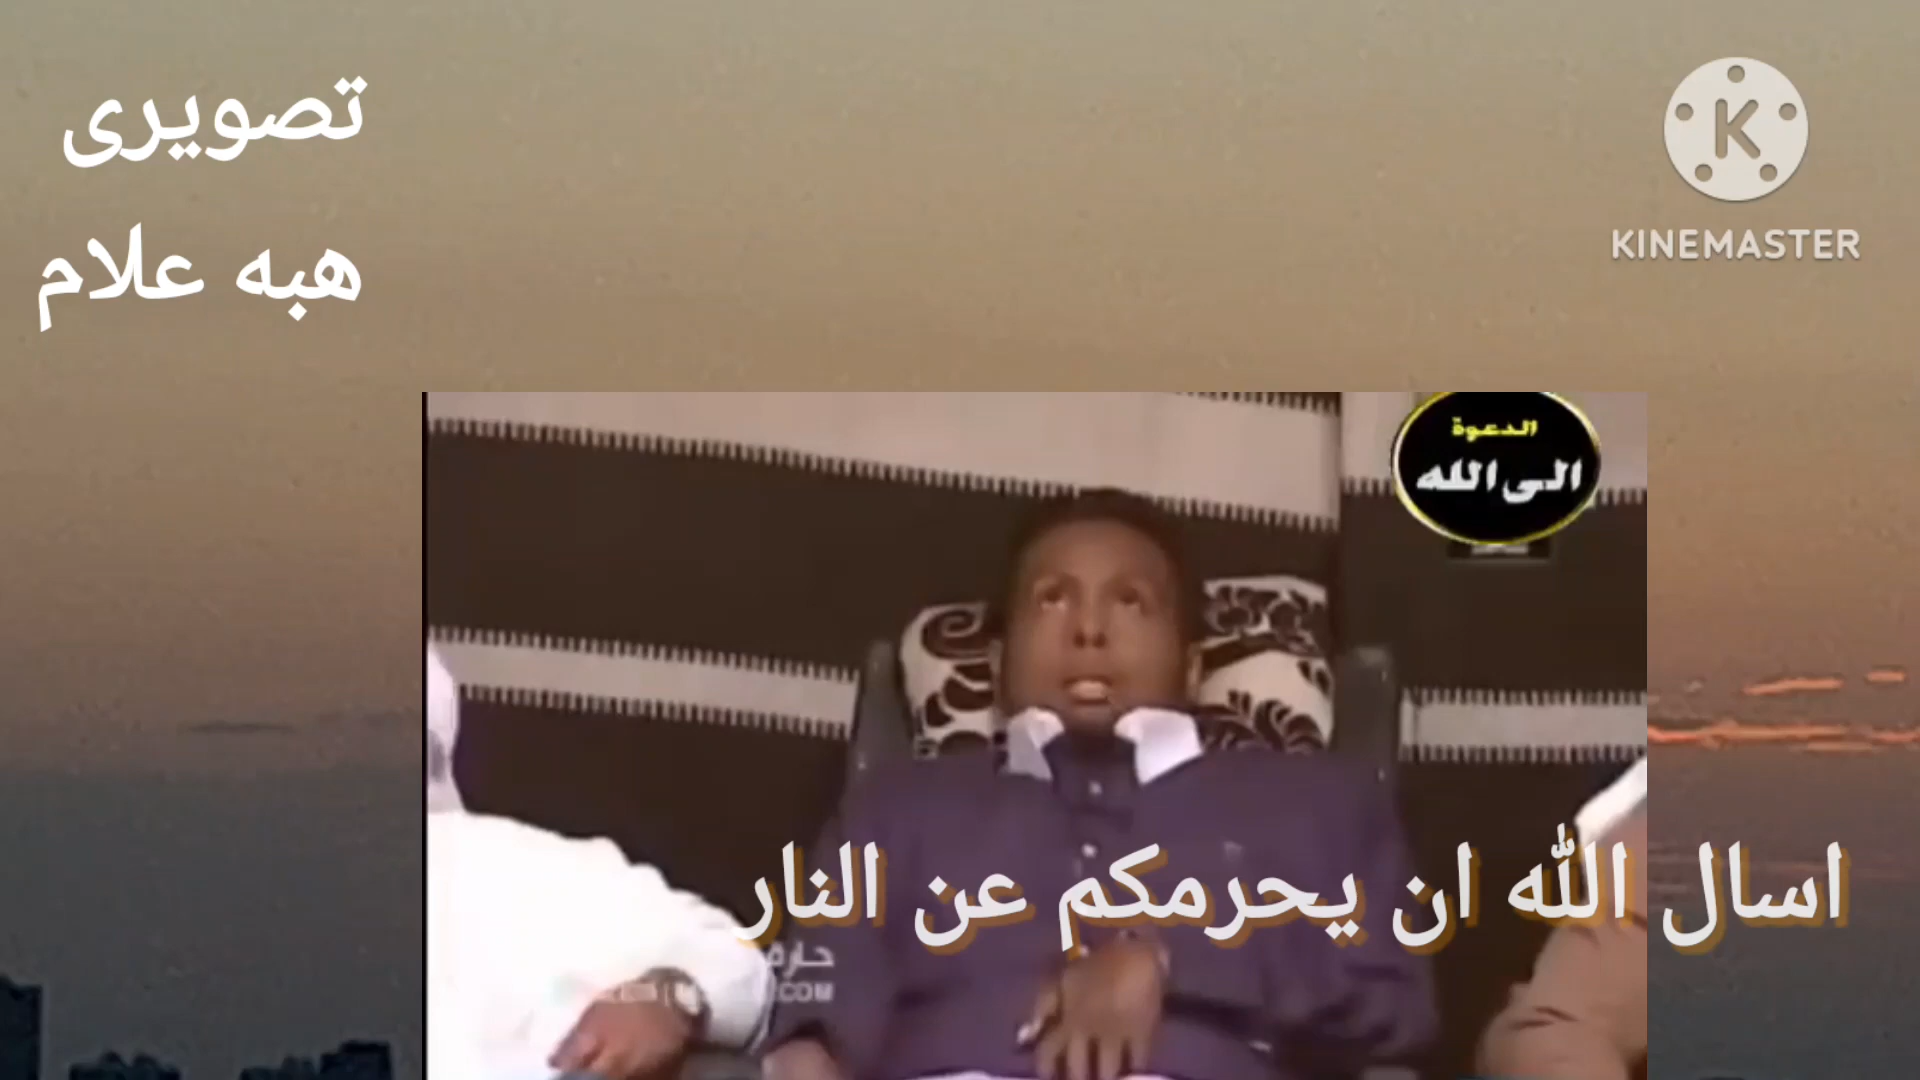 تصويرى
هبه علام
KINEMASTER
الدعوة
الى الله
اسال الله ان يحرمكم عن النار